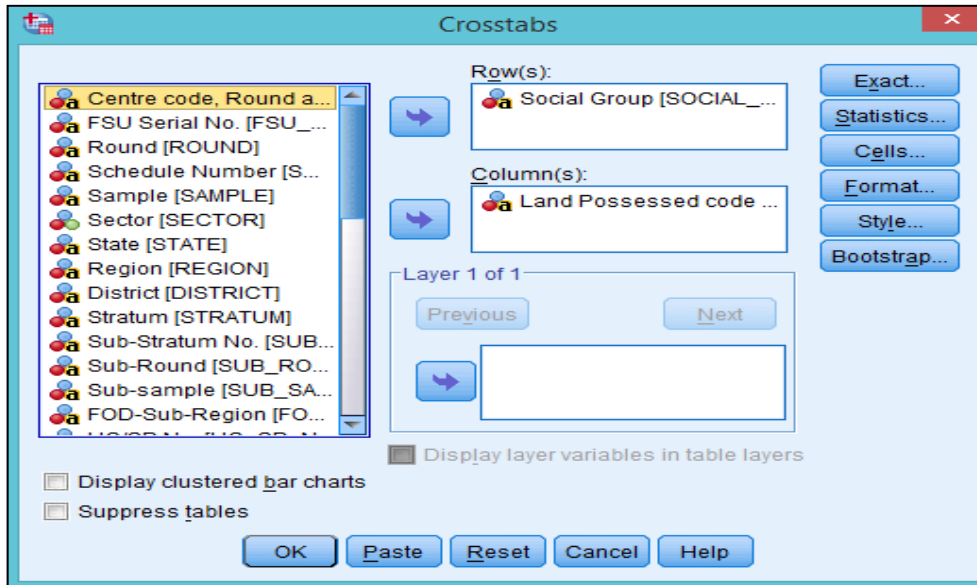 Crosstabs
Centre code, Round a...
FSU Serial No. [FSU_...
Round [ROUND]
Schedule Number [S...
Sample [SAMPLE]
Sector [SECTOR]
State [STATE]
Region [REGION]
District [DISTRICT]
Stratum [STRATUM]
Sub-Stratum No. [SUB...
Sub-Round [SUB_RO...
Sub-sample [SUB_SA...
FOD-Sub-Region [FO...
Row(s):
Social Group [SOCIAL_...
Column(s):
Land Possessed code ...
Layer 1 of 1
Previous
Next
Display layer variables in table layers
Exact...
Statistics...
Cells...
Format...
Style...
Bootstrap...
Display clustered bar charts
Suppress tables
OK
Paste
Reset
Cancel
Help